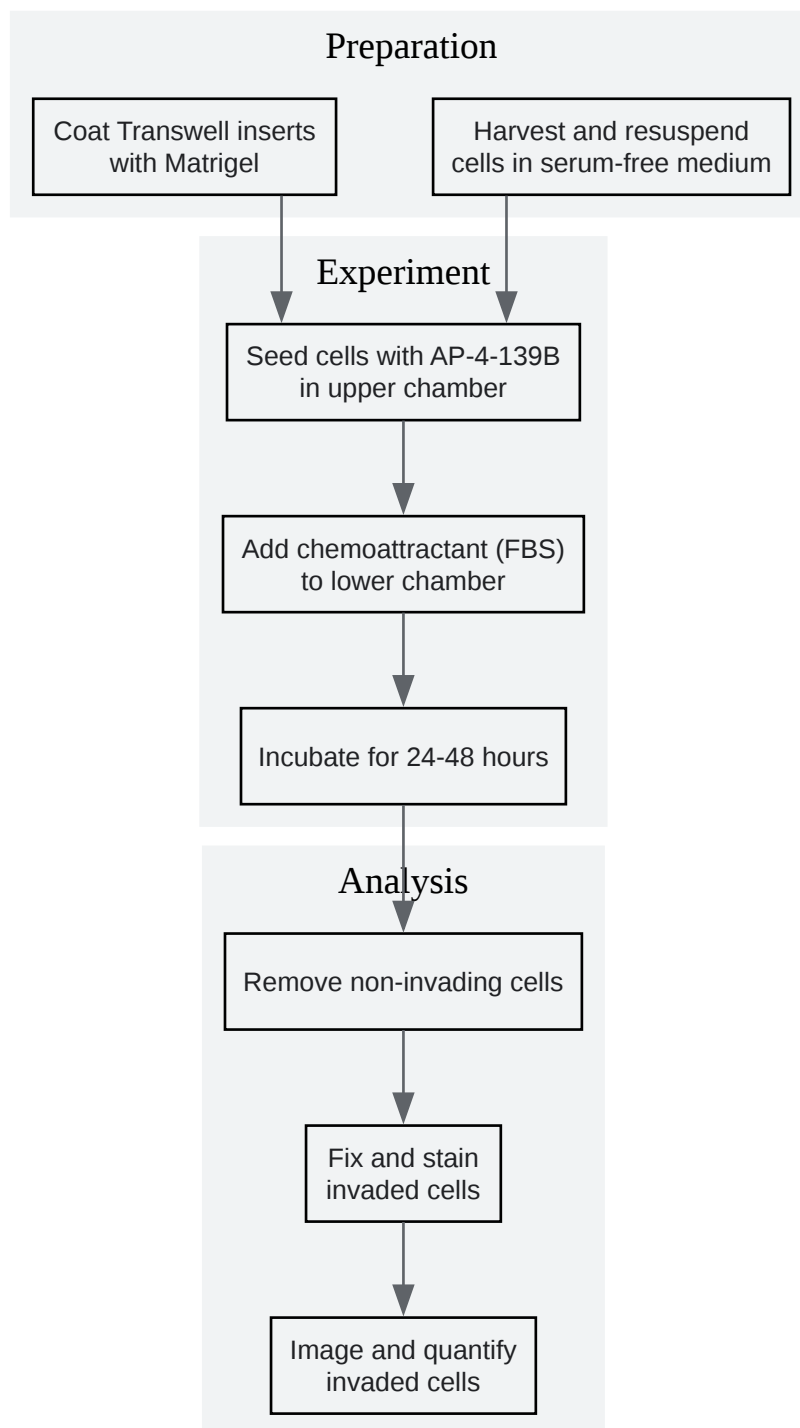 Preparation
Coat Transwell inserts
with Matrigel
Harvest and resuspend
cells in serum-free medium
Experiment
Seed cells with AP-4-139B
in upper chamber
Add chemoattractant (FBS)
to lower chamber
Incubate for 24-48 hours
Analysis
Remove non-invading cells
Fix and stain
invaded cells
Image and quantify
invaded cells